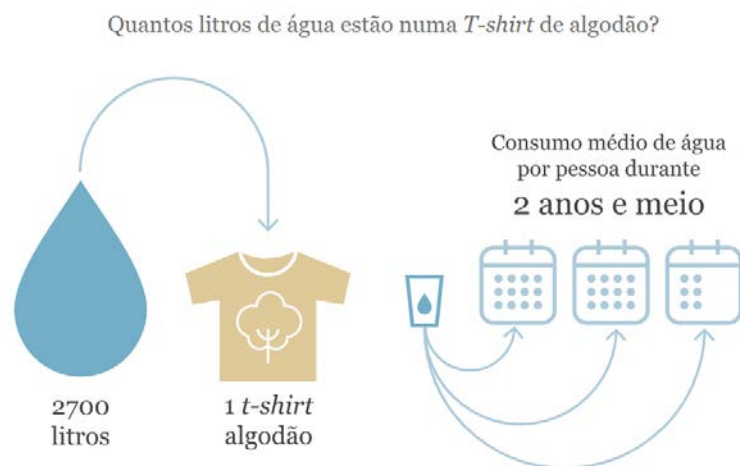 Quantos litros de água estão numa T-shirt de algodão?
Consumo médio de água
por pessoa durante
2 anos e meio
2700
litros
1 t-shirt
algodão